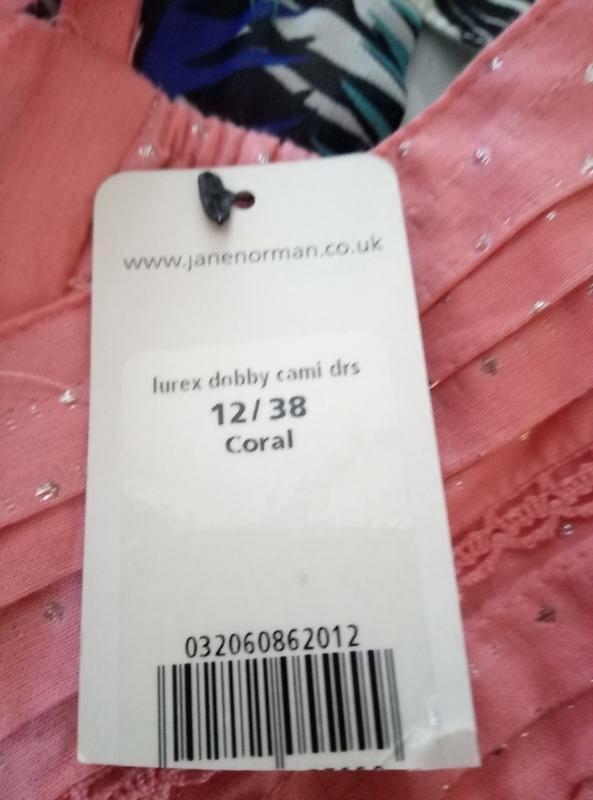 www.janenorman.co.uk
lurex dobby cami drs
12/38
Coral
032060862012